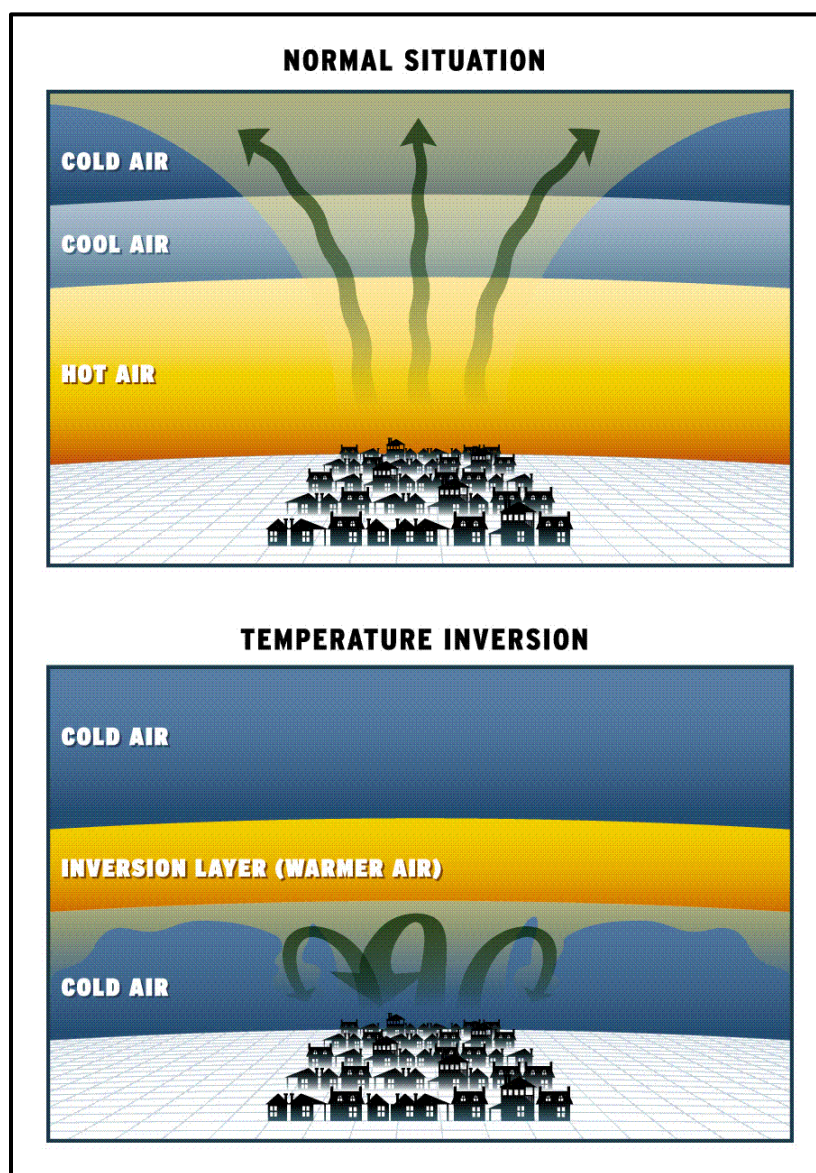 NORMAL SITUATION
COLD AIR
COOL AIR
HOT AIR
TEMPERATURE INVERSION
COLD AIR
INVERSION LAYER (WARMER AIR)
COLD AIR